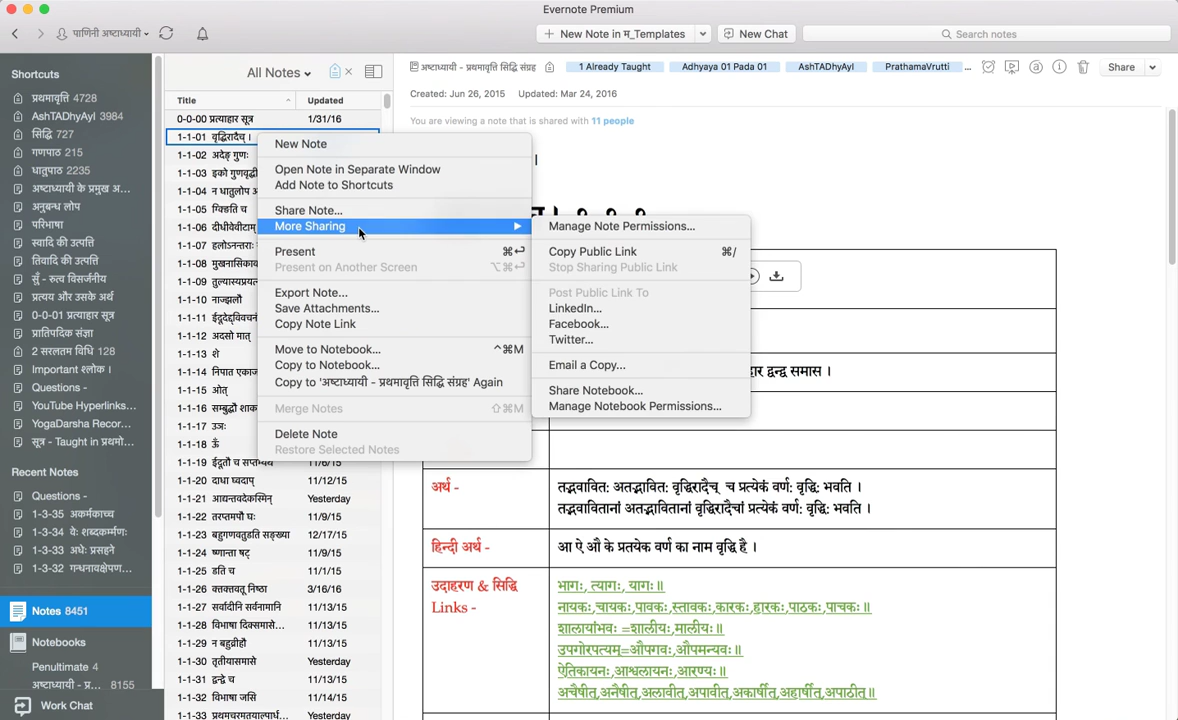 Evernote Premium
पाणिनी अष्टाध्यायी
New Note in म_Templates
New Chat
Search notes
Shortcuts
प्रथमावृत्ति 4728
AshTADhyAyI 3984
सिद्धि 727
गणपाठ 215
धातुपाठ 2235
अष्टाध्यायी के प्रमुख अ...
अनुबन्ध लोप
परिभाषा
स्वादि की उत्पत्ति
तिवादि की उत्पत्ति
सुँ - रुत्व विसर्जनीय
प्रत्यय और उसके अर्थ
0-0-01 प्रत्याहार सूत्र
प्रातिपदिक संज्ञा
2 सरलतम विधि 128
Important श्लोक ।
Questions -
YouTube Hyperlinks...
YogaDarsha Recor...
सूत्र - Taught in प्रथमो...
Recent Notes
Questions -
1-3-35 अकर्मकाच्च
1-3-34 वेः शब्दकर्म्मणः
1-3-33 अधेः प्रसहने
1-3-32 गन्धनावक्षेपण...
Notes 8451
Notebooks
Penultimate 4
अष्टाध्यायी - प्र... 8155
Work Chat
All Notes
Title Updated
0-0-00 प्रत्याहार सूत्र 1/31/16
1-1-01 वृद्धिरादैच् ।
1-1-02 अदेङ् गुणः
1-1-03 इको गुणवृद्धी
1-1-04 न धातुलोप
1-1-05 ग्क्ङिति च
1-1-06 दीधीवेवीटाम्
1-1-07 हलोऽनन्तराः
1-1-08 मुखनासिकाव
1-1-09 तुल्यास्यप्रयत्
1-1-10 नाज्झलौ
1-1-11 ईदूदेद्द्विवचनं
1-1-12 अदसो मात्
1-1-13 शे
1-1-14 निपात एकाज
1-1-15 ओत्
1-1-16 सम्बुद्धौ शाक
1-1-17 उञः
1-1-18 ऊँ
1-1-19 ईदूतौ च सप्तम्यर्थे 11/6/15
1-1-20 दाधा घ्वदाप् 11/12/15
1-1-21 आद्यन्तवदेकस्मिन् Yesterday
1-1-22 तरप्तमपौ घः 11/9/15
1-1-23 बहुगणवतुडति सङ्ख्या 12/17/15
1-1-24 ष्णान्ता षट् 11/9/15
1-1-25 डति च 11/1/15
1-1-26 क्तक्तवतू निष्ठा 3/16/16
1-1-27 सर्वादीनि सर्वनामानि 11/13/15
1-1-28 विभाषा दिक्समासे... 11/13/15
1-1-29 न बहुव्रीहौ 11/13/15
1-1-30 तृतीयासमासे Yesterday
1-1-31 द्वन्द्वे च 11/13/15
1-1-32 विभाषा जसि 11/14/15
1-1-33 प्रथमचरमतयाल्पार्ध... Yesterday
New Note
Open Note in Separate Window
Add Note to Shortcuts
Share Note...
More Sharing
Present ⌘↩
Present on Another Screen ⌥⌘↩
Export Note...
Save Attachments...
Copy Note Link
Move to Notebook... ^⌘M
Copy to Notebook...
Copy to 'अष्टाध्यायी - प्रथमावृत्ति सिद्धि संग्रह' Again
Merge Notes ⇧⌘M
Delete Note
Restore Selected Notes
Manage Note Permissions...
Copy Public Link ⌘/
Stop Sharing Public Link
Post Public Link To
LinkedIn...
Facebook...
Twitter...
Email a Copy...
Share Notebook...
Manage Notebook Permissions...
अष्टाध्यायी - प्रथमावृत्ति सिद्धि संग्रह 1 Already Taught Adhyaya 01 Pada 01 AshTADhyAyI PrathamaVrutti ... Share
Created: Jun 26, 2015 Updated: Mar 24, 2016
You are viewing a note that is shared with 11 people
।
द्वन्द्व समास ।
अर्थ -
तद्भावित: अतद्भावित: वृद्धिरादैच् च प्रत्येकं वर्ण: वृद्धि: भवति ।
तद्भावितानां अतद्भावितानां वृद्धिरादैचां प्रत्येकं वर्ण: वृद्धि: भवति ।
हिन्दी अर्थ -
आ ऐ औ के प्रतयेक वर्ण का नाम वृद्धि है ।
उदाहरण & सिद्धि
Links -
भागः, त्यागः, यागः॥
नायकः,चायकः,पावकः,स्तावकः,कारकः,हारकः,पाठकः,पाचकः॥
शालायांभवः =शालीयः,मालीयः॥
उपगोरपत्यम्=औपगवः,औपमन्यवः॥
ऐतिकायनः,आश्वलायनः,आरण्यः॥
अचैषीत्,अनैषीत्,अलावीत्,अपावीत्,अकार्षीत्,अहार्षीत्,अपाठीत्॥